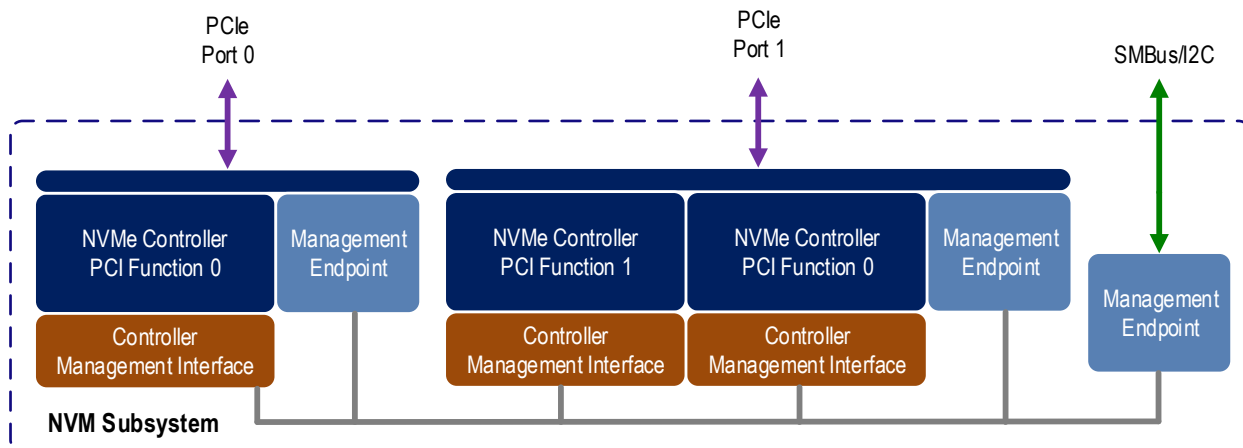 PCIe
Port 0
PCIe
Port 1
SMBus/I2C
NVMe Controller
PCI Function 0
Management
Endpoint
NVMe Controller
PCI Function 1
NVMe Controller
PCI Function 0
Management
Endpoint
Management
Endpoint
Controller
Management Interface
Controller
Management Interface
Controller
Management Interface
NVM Subsystem